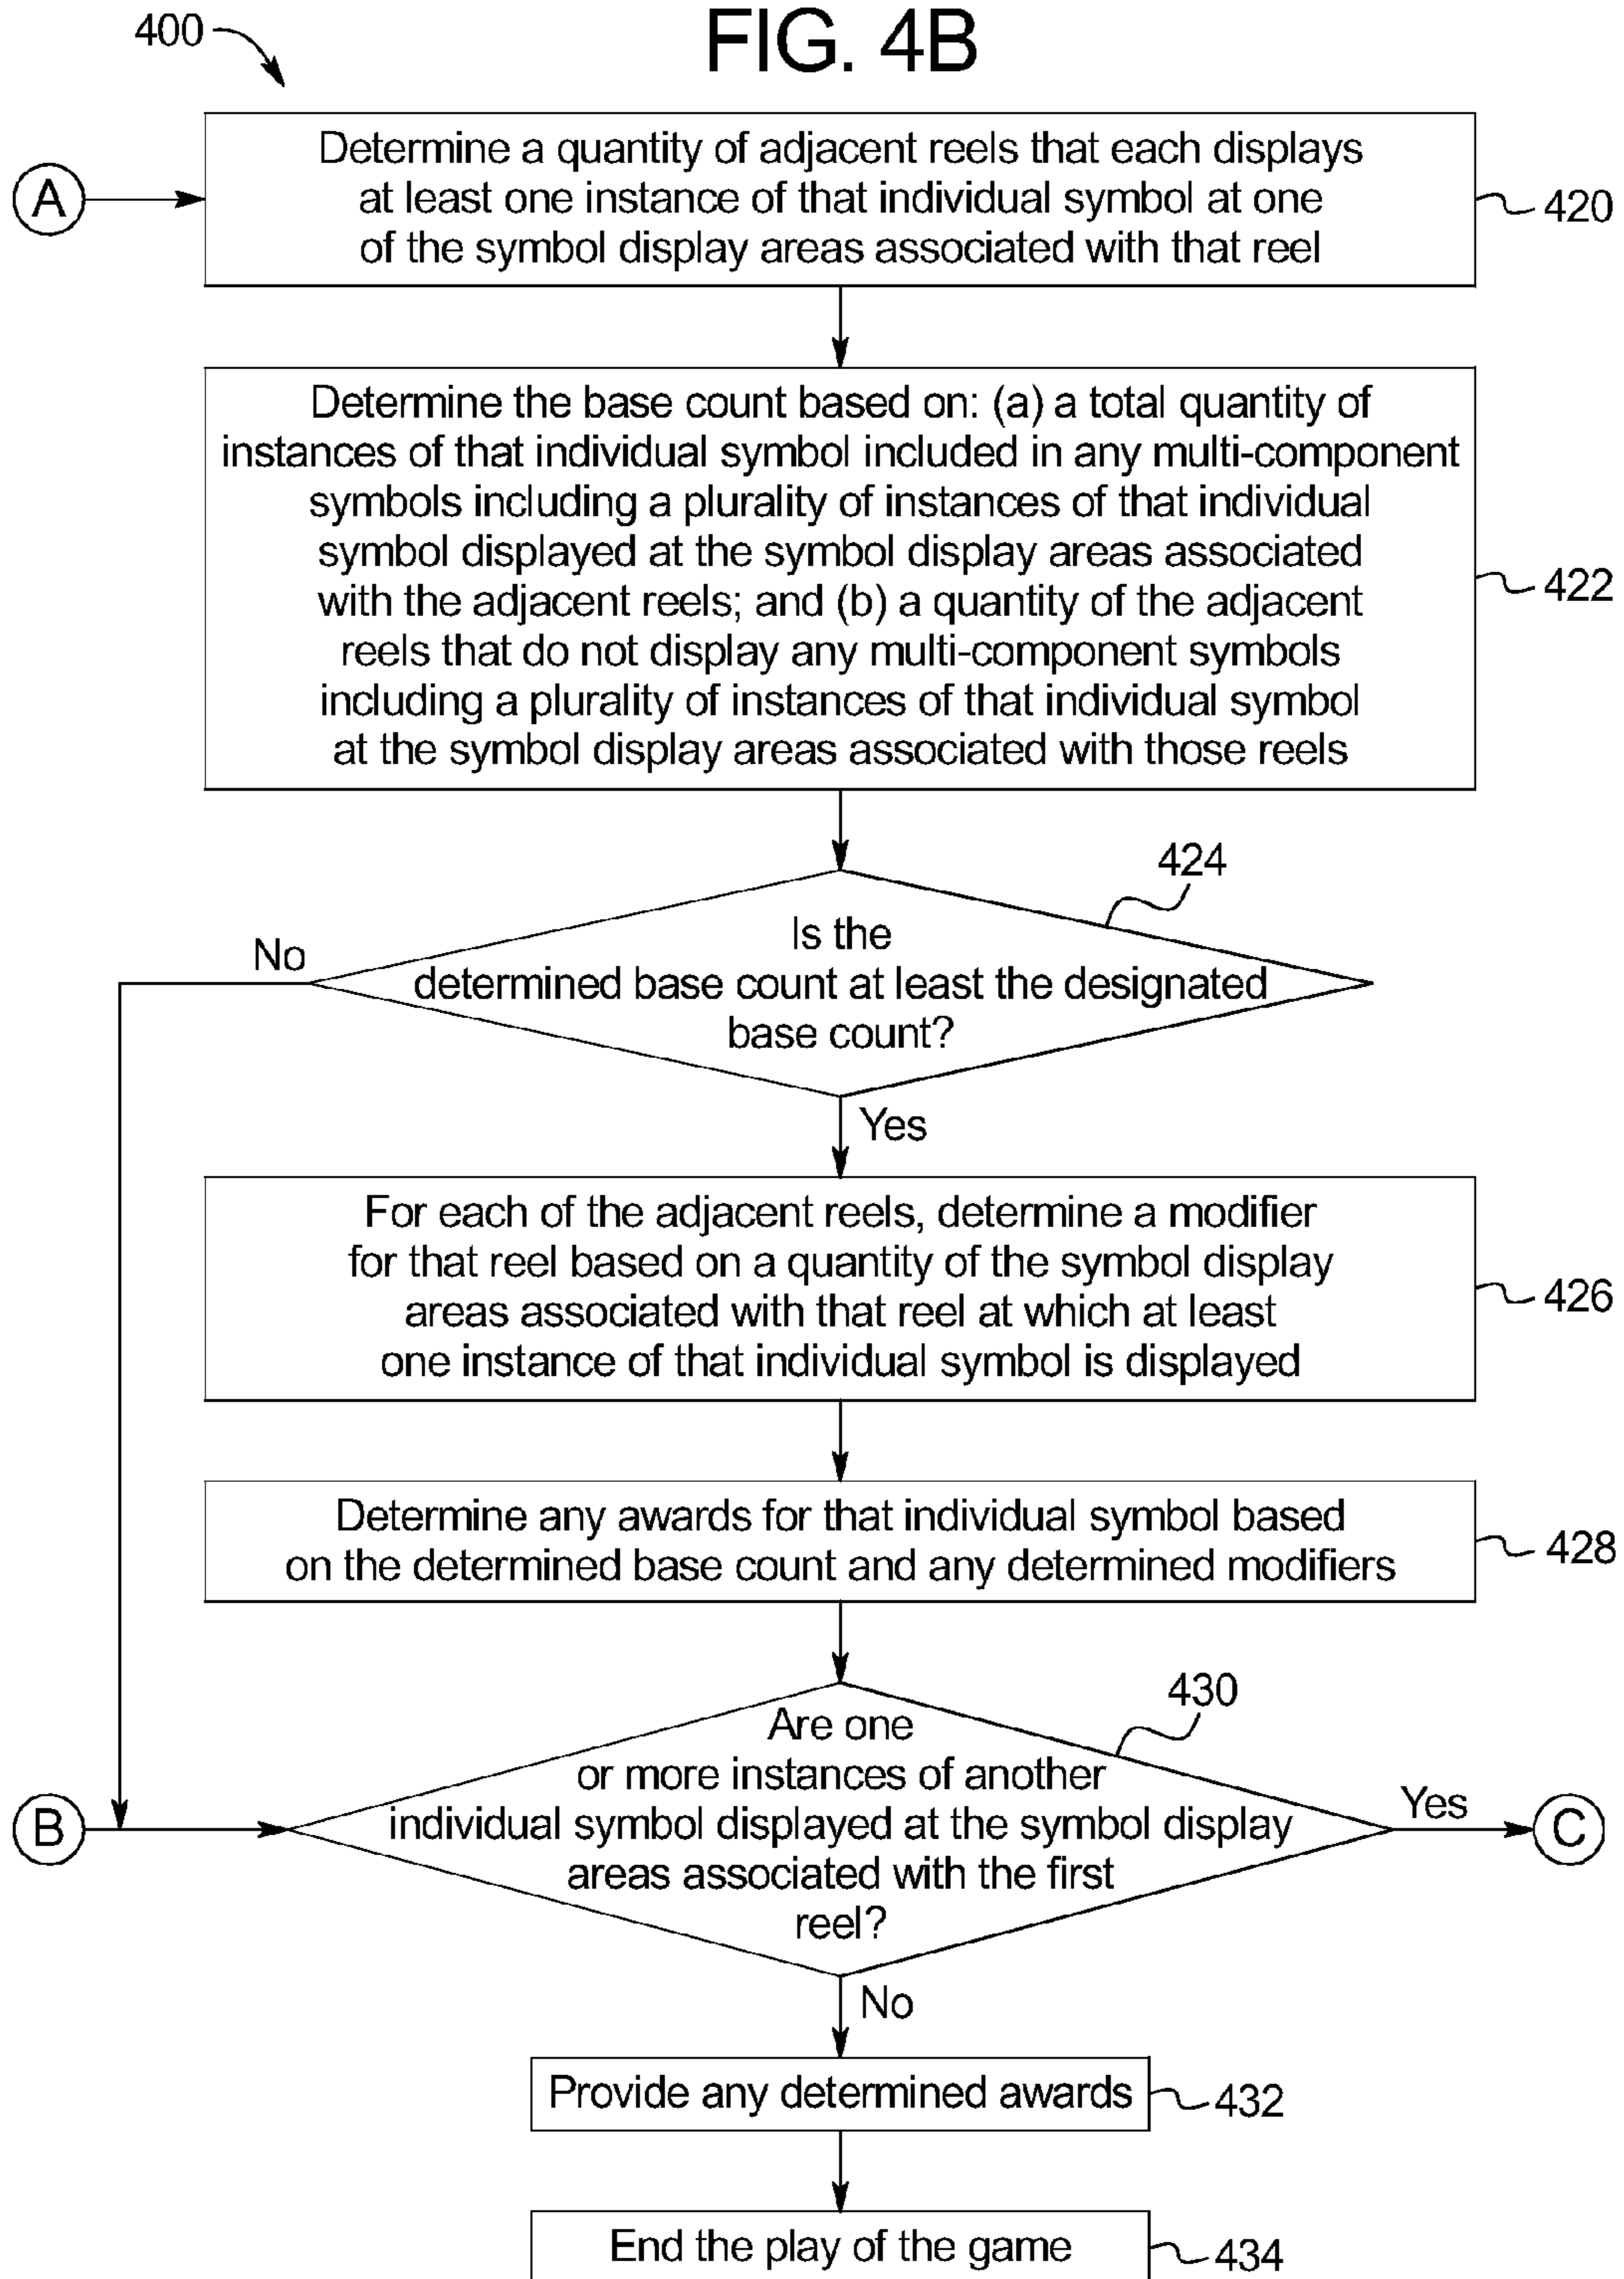 FIG. 4B
400
A
Determine a quantity of adjacent reels that each displays
at least one instance of that individual symbol at one
of the symbol display areas associated with that reel
420
Determine the base count based on: (a) a total quantity of
instances of that individual symbol included in any multi-component
symbols including a plurality of instances of that individual
symbol displayed at the symbol display areas associated
with the adjacent reels; and (b) a quantity of the adjacent
reels that do not display any multi-component symbols
including a plurality of instances of that individual symbol
at the symbol display areas associated with those reels
422
424
Is the
determined base count at least the designated
base count?
No
Yes
For each of the adjacent reels, determine a modifier
for that reel based on a quantity of the symbol display
areas associated with that reel at which at least
one instance of that individual symbol is displayed
426
Determine any awards for that individual symbol based
on the determined base count and any determined modifiers
428
430
Are one
or more instances of another
individual symbol displayed at the symbol display
areas associated with the first
reel?
B
Yes
C
No
Provide any determined awards
432
End the play of the game
434